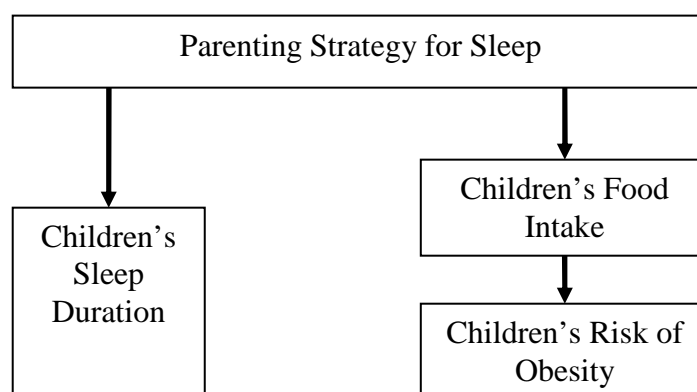 Parenting Strategy for Sleep
Children’s Food
Intake
Children’s
Sleep
Duration
Children’s Risk of
Obesity